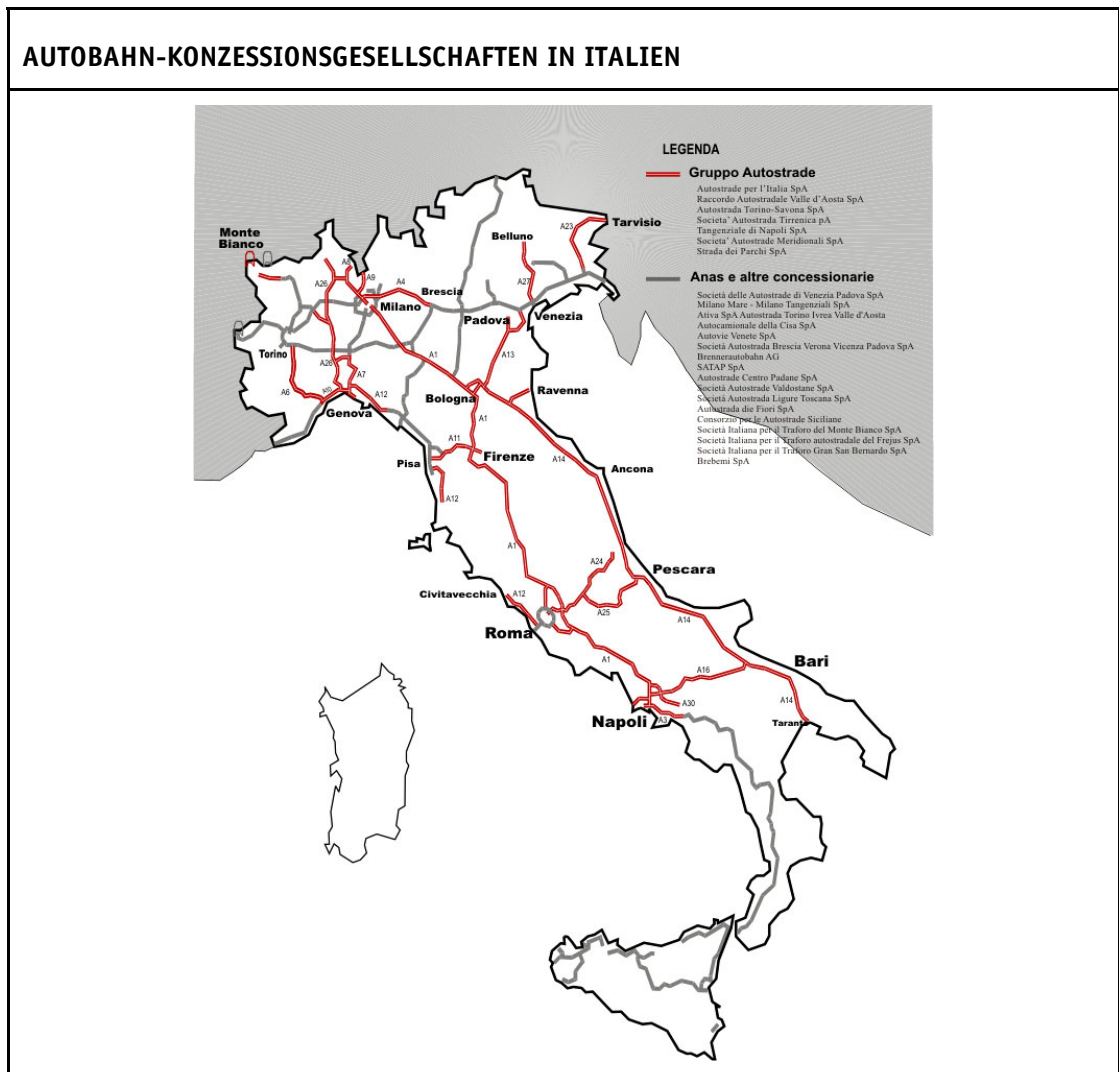 AUTOBAHN-KONZESSIONSGESELLSCHAFTEN IN ITALIEN
LEGENDA
Gruppo Autostrade
Autostrade per l'Italia SpA
Raccordo Autostradale Valle d'Aosta SpA
Autostrada Torino-Savona SpA
Societa' Autostrada Tirrenica pA
Tangenziale di Napoli SpA
Societa' Autostrade Meridionali SpA
Strada dei Parchi SpA
Anas e altre concessionarie
Società delle Autostrade di Venezia Padova SpA
Milano Mare - Milano Tangenziali SpA
Ativa SpA Autostrada Torino Ivrea Valle d'Aosta
Autocamionale della Cisa SpA
Autovie Venete SpA
Società Autostrada Brescia Verona Vicenza Padova SpA
Brennerautobahn AG
SATAP SpA
Autostrade Centro Padane SpA
Società Autostrade Valdostane SpA
Società Autostrada Ligure Toscana SpA
Autostrada die Fiori SpA
Consorzio per le Autostrade Siciliane
Società Italiana per il Traforo del Monte Bianco SpA
Società Italiana per il Traforo autostradale del Frejus SpA
Società Italiana per il Traforo Gran San Bernardo SpA
Brebemi SpA
Tarvisio
A23
Monte
Bianco
Belluno
A8
A9
A26
A4
Brescia
A27
Milano
Padova
Venezia
Torino
A1
A13
A26
A7
A6
A10
A12
Genova
Bologna
Ravenna
A1
A11
Firenze
Pisa
A14
Ancona
A12
A1
A24
Pescara
Civitavecchia
A12
A25
A14
Roma
A1
A16
Bari
A30
A14
Napoli
A3
Taranto